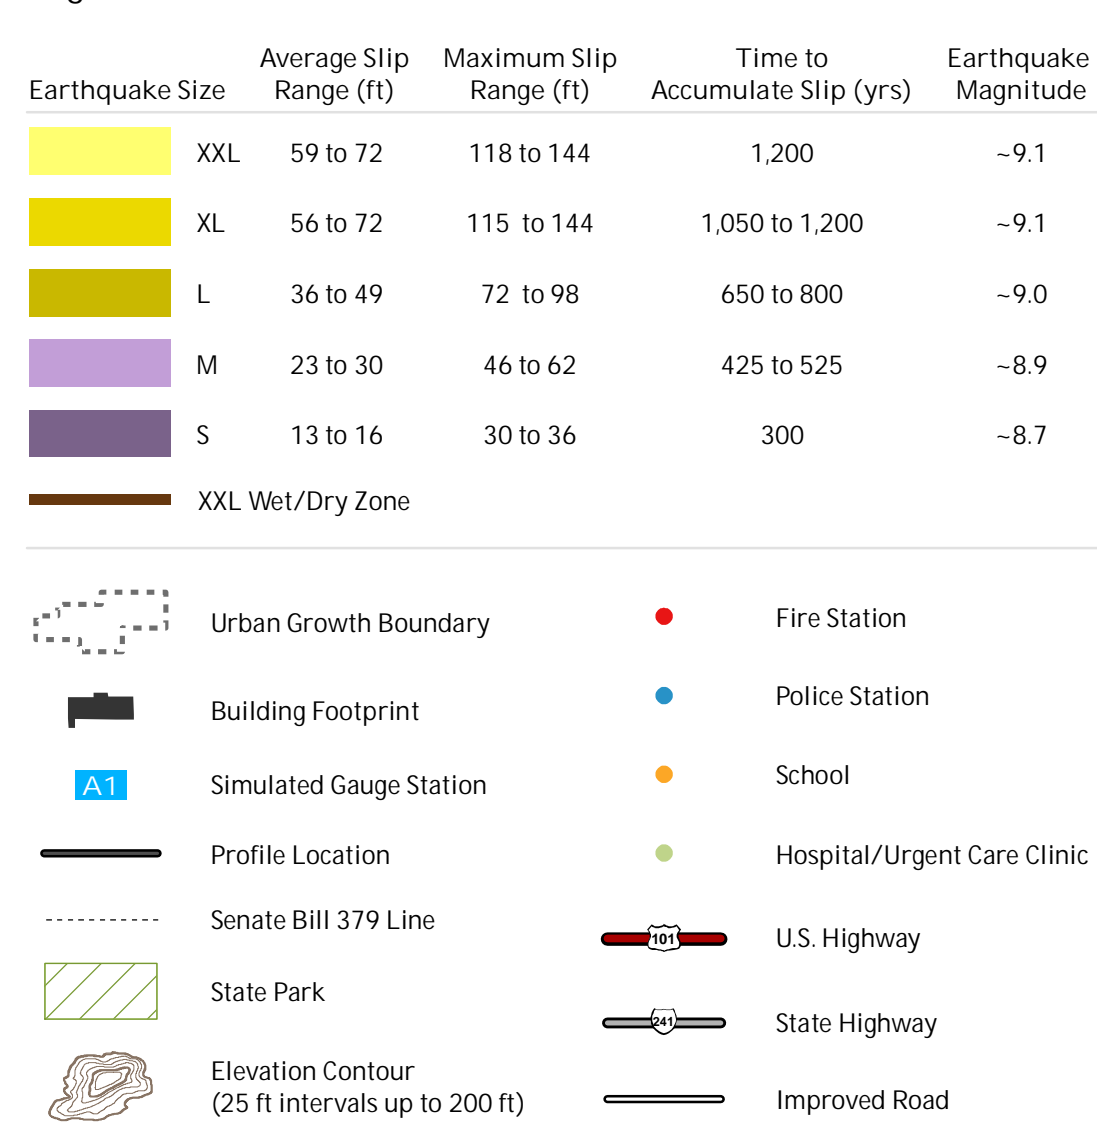 Average Slip Maximum Slip Time to Earthquake
Earthquake Size Range (ft) Range (ft) Accumulate Slip (yrs) Magnitude
XXL 59 to 72 118 to 144 1,200 ~9.1
XL 56 to 72 115 to 144 1,050 to 1,200 ~9.1
L 36 to 49 72 to 98 650 to 800 ~9.0
M 23 to 30 46 to 62 425 to 525 ~8.9
S 13 to 16 30 to 36 300 ~8.7
XXL Wet/Dry Zone
Urban Growth Boundary
Building Footprint
A1 Simulated Gauge Station
Profile Location
Senate Bill 379 Line
State Park
Elevation Contour
(25 ft intervals up to 200 ft)
Fire Station
Police Station
School
Hospital/Urgent Care Clinic
101 U.S. Highway
241 State Highway
Improved Road